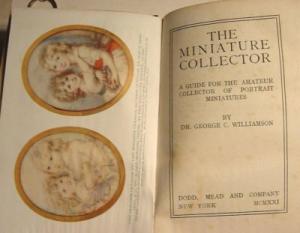 THE
MINIATURE
COLLECTOR
A GUIDE FOR THE AMATEUR
COLLECTOR OF PORTRAIT
MINIATURES
BY
DR. GEORGE C. WILLIAMSON
DODD, MEAD AND COMPANY
NEW YORK MCMXXI